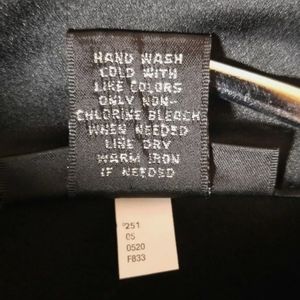 HAND WASH
COLD WITH
LIKE COLORS
ONLY NON-
CHLORINE BLEACH
WHEN NEEDED
LINE DRY
WARM IRON
IF NEEDED
251
05
0520
F833